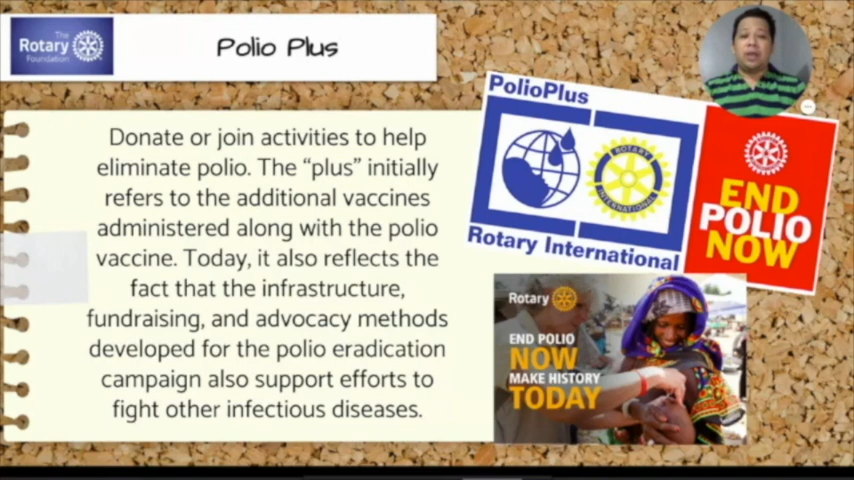 The
Rotary
Foundation
Polio Plus
Donate or join activities to help
eliminate polio. The “plus” initially
refers to the additional vaccines
administered along with the polio
vaccine. Today, it also reflects the
fact that the infrastructure,
fundraising, and advocacy methods
developed for the polio eradication
campaign also support efforts to
fight other infectious diseases.
PolioPlus
ROTARY
INTERNATIONAL
Rotary International
END
POLIO
NOW
Rotary
END POLIO
NOW
MAKE HISTORY
TODAY